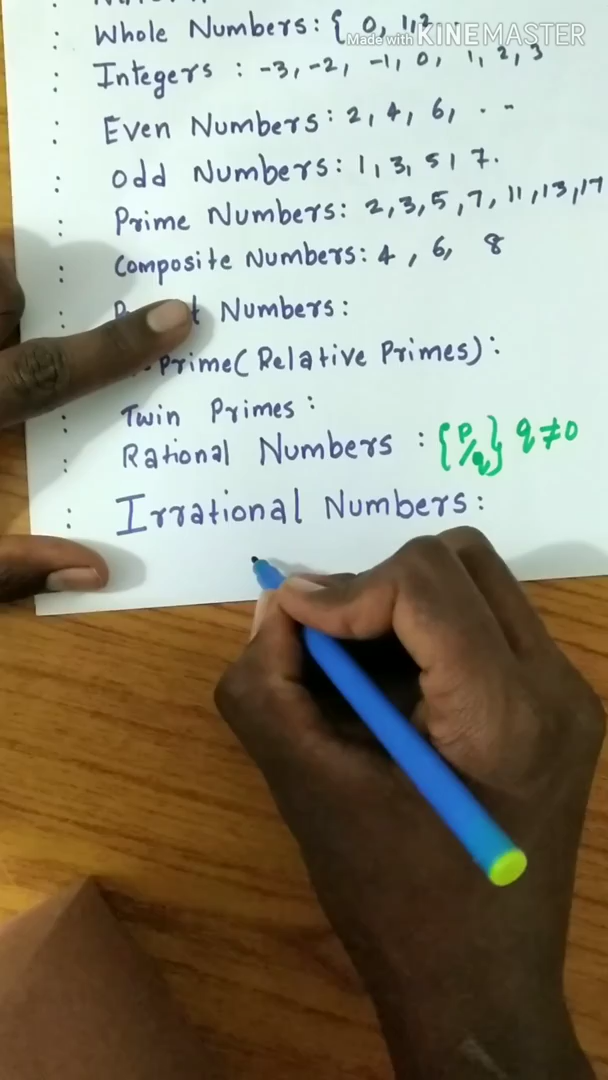 Whole Numbers: { 0, 1, 2 ..
Made with KINEMASTER
Integers : -3, -2, -1, 0, 1, 2, 3
Even Numbers: 2, 4, 6, . --
Odd Numbers: 1, 3, 5, 7.
Prime Numbers: 2, 3, 5, 7, 11, 13, 17
Composite Numbers: 4, 6, 8
Numbers:
Prime( Relative Primes):
Twin Primes:
Rational Numbers : {P/q} q≠0
Irrational Numbers: